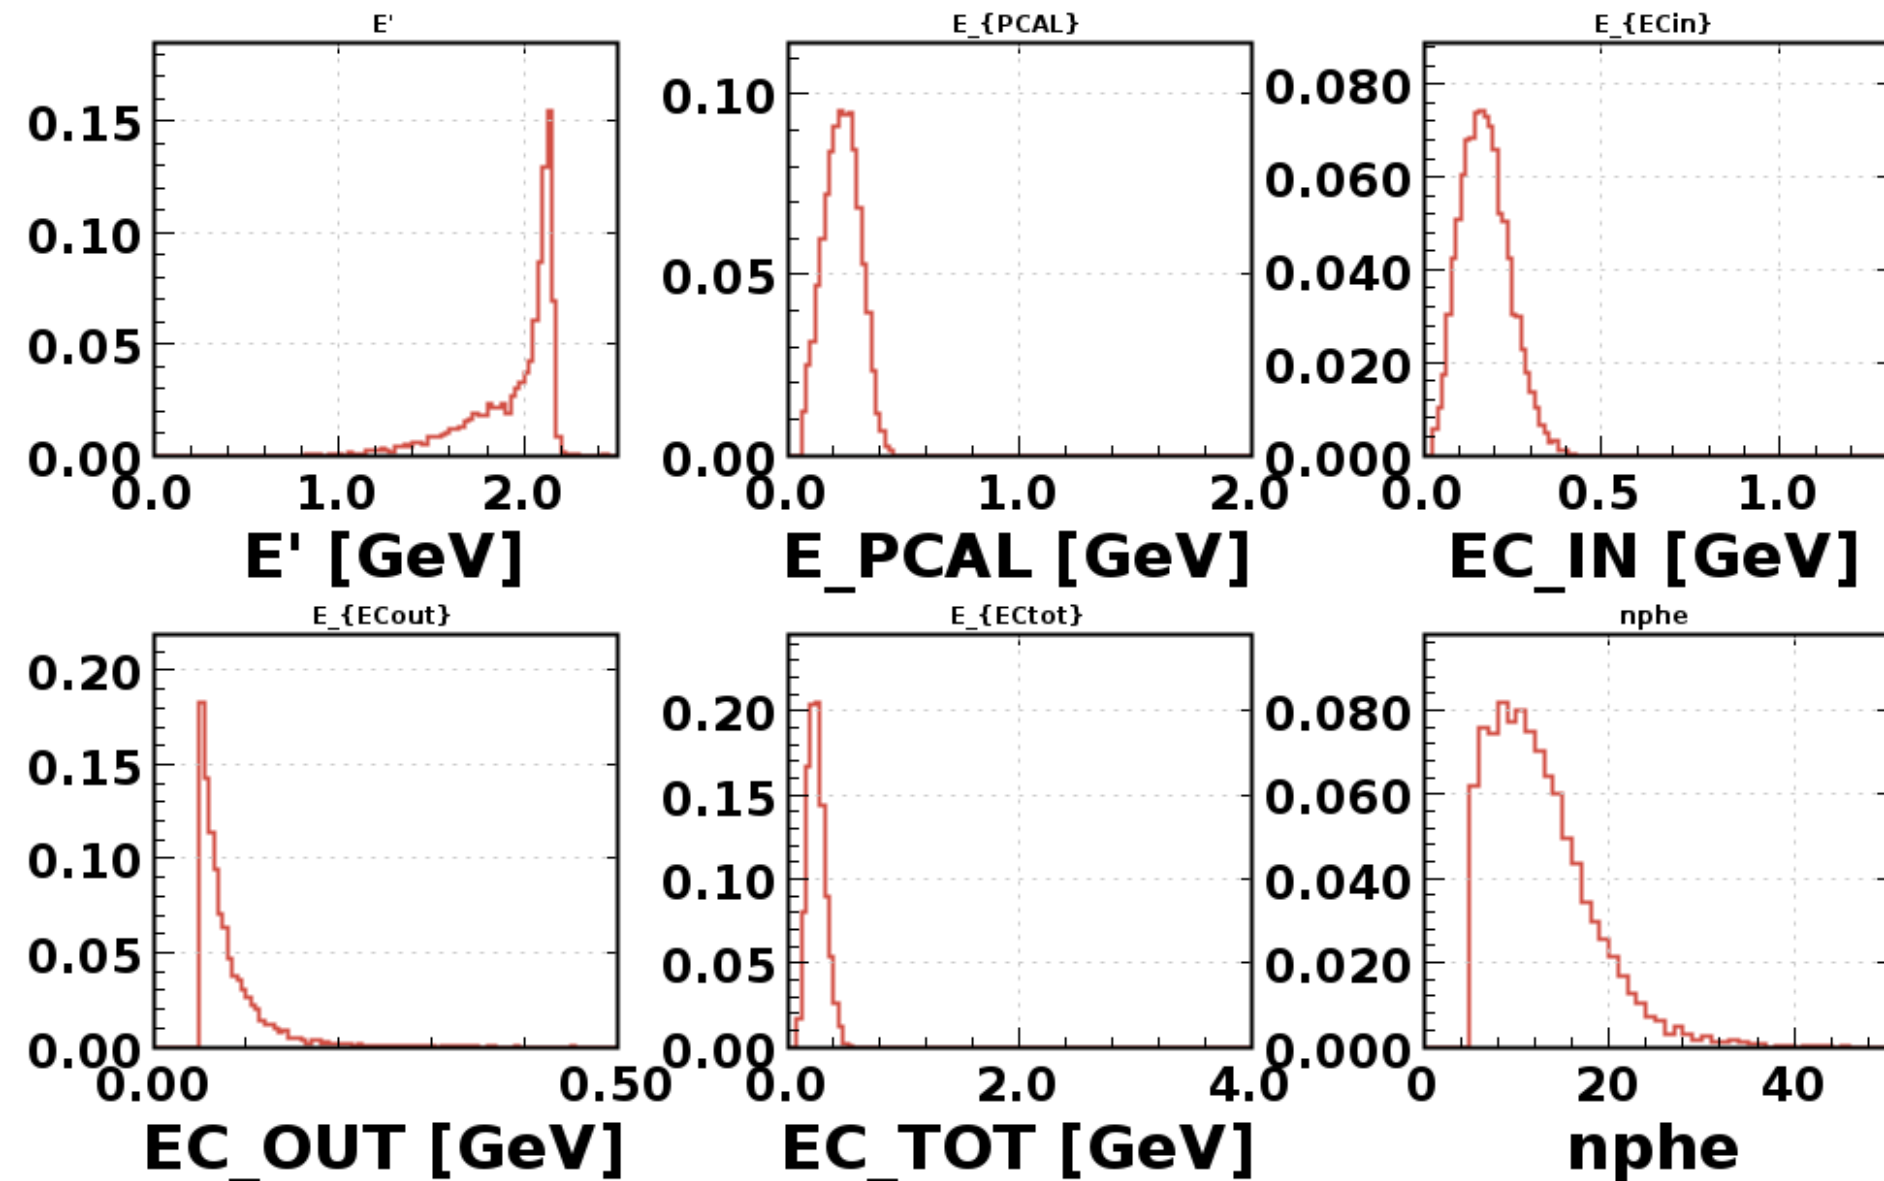 E'
0.15
0.10
0.05
0.00
0.0 1.0 2.0
E' [GeV]
E_{PCAL}
0.10
0.05
0.00
0.0 1.0 2.0
E_PCAL [GeV]
E_{ECin}
0.080
0.060
0.040
0.020
0.000
0.0 0.5 1.0
EC_IN [GeV]
E_{ECout}
0.20
0.15
0.10
0.05
0.00
0.00 0.50
EC_OUT [GeV]
E_{ECtot}
0.20
0.15
0.10
0.05
0.00
0.0 2.0 4.0
EC_TOT [GeV]
nphe
0.080
0.060
0.040
0.020
0.000
0 20 40
nphe